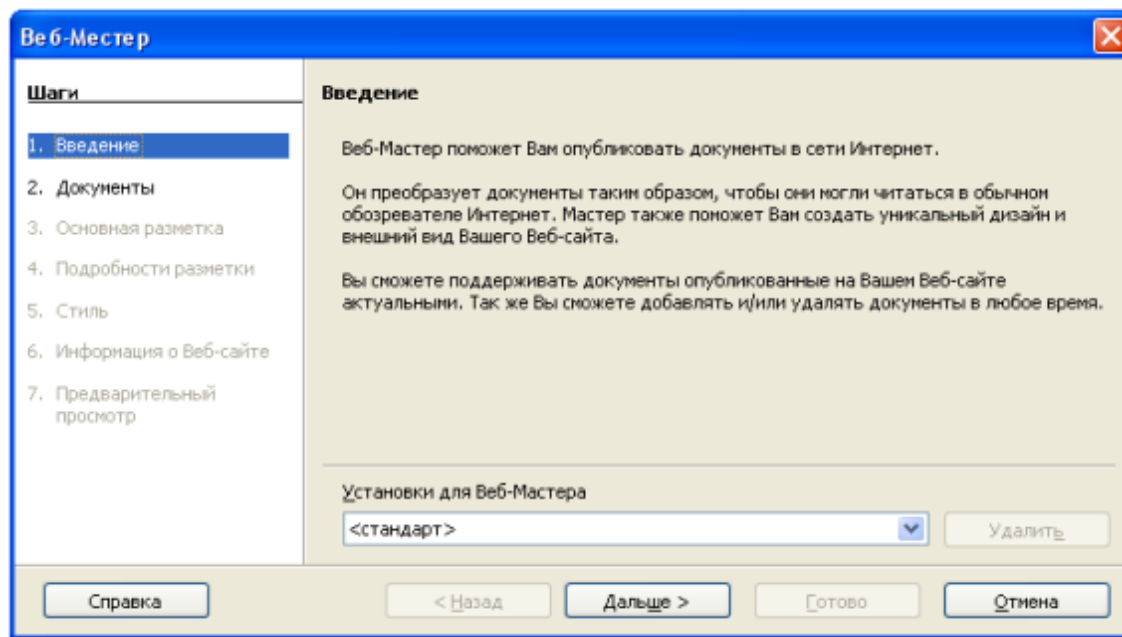 Веб-Местер
Шаги
1. Введение
2. Документы
3. Основная разметка
4. Подробности разметки
5. Стиль
6. Информация о Веб-сайте
7. Предварительный
просмотр
Введение
Веб-Мастер поможет Вам опубликовать документы в сети Интернет.
Он преобразует документы таким образом, чтобы они могли читаться в обычном
обозревателе Интернет. Мастер также поможет Вам создать уникальный дизайн и
внешний вид Вашего Веб-сайта.
Вы сможете поддерживать документы опубликованные на Вашем Веб-сайте
актуальными. Так же Вы сможете добавлять и/или удалять документы в любое время.
Установки для Веб-Мастера
<стандарт>
Удалить
Справка
< Назад
Дальше >
Готово
Отмена